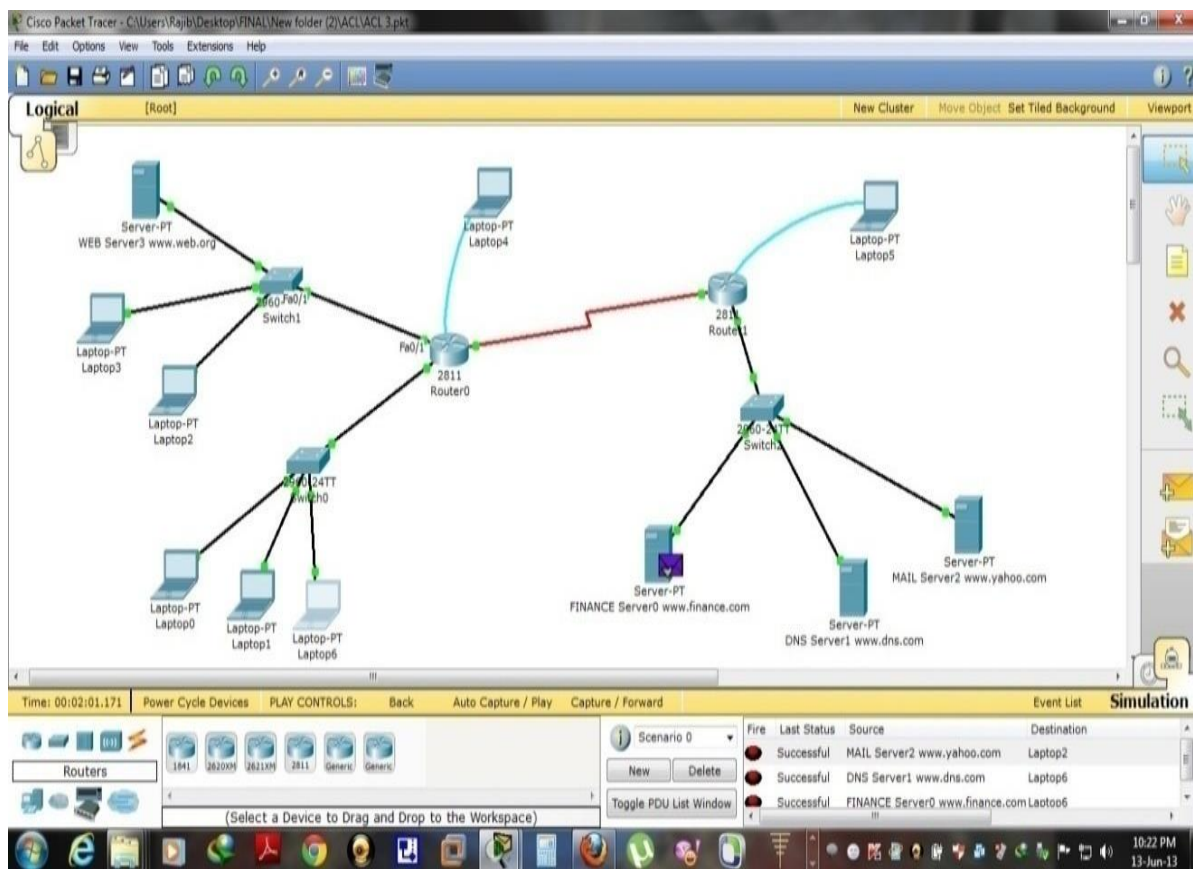 Cisco Packet Tracer - C:\Users\Rajib\Desktop\FINAL\New folder (2)\ACL\ACL 3.pkt
File Edit Options View Tools Extensions Help
Logical [Root] New Cluster Move Object Set Tiled Background Viewport
Server-PT
WEB Server3 www.web.org
Laptop-PT
Laptop4
Laptop-PT
Laptop5
Fa0/1
Switch1
Laptop-PT
Laptop3
Fa0/1
2811
Router0
Laptop-PT
Laptop2
2960-24TT
Switch0
Laptop-PT
Laptop0
Laptop-PT
Laptop1
Laptop-PT
Laptop6
2811
Router1
2960-24TT
Switch2
Server-PT
FINANCE Server0 www.finance.com
Server-PT
DNS Server1 www.dns.com
Server-PT
MAIL Server2 www.yahoo.com
Time: 00:02:01.171 Power Cycle Devices PLAY CONTROLS: Back Auto Capture / Play Capture / Forward Event List Simulation
Routers
1841 2620XM 2621XM 2811 Generic Generic
(Select a Device to Drag and Drop to the Workspace)
Scenario 0
New Delete
Toggle PDU List Window
Fire Last Status Source Destination
Successful MAIL Server2 www.yahoo.com Laptop2
Successful DNS Server1 www.dns.com Laptop6
Successful FINANCE Server0 www.finance.com Laptop6
10:22 PM
13-Jun-13